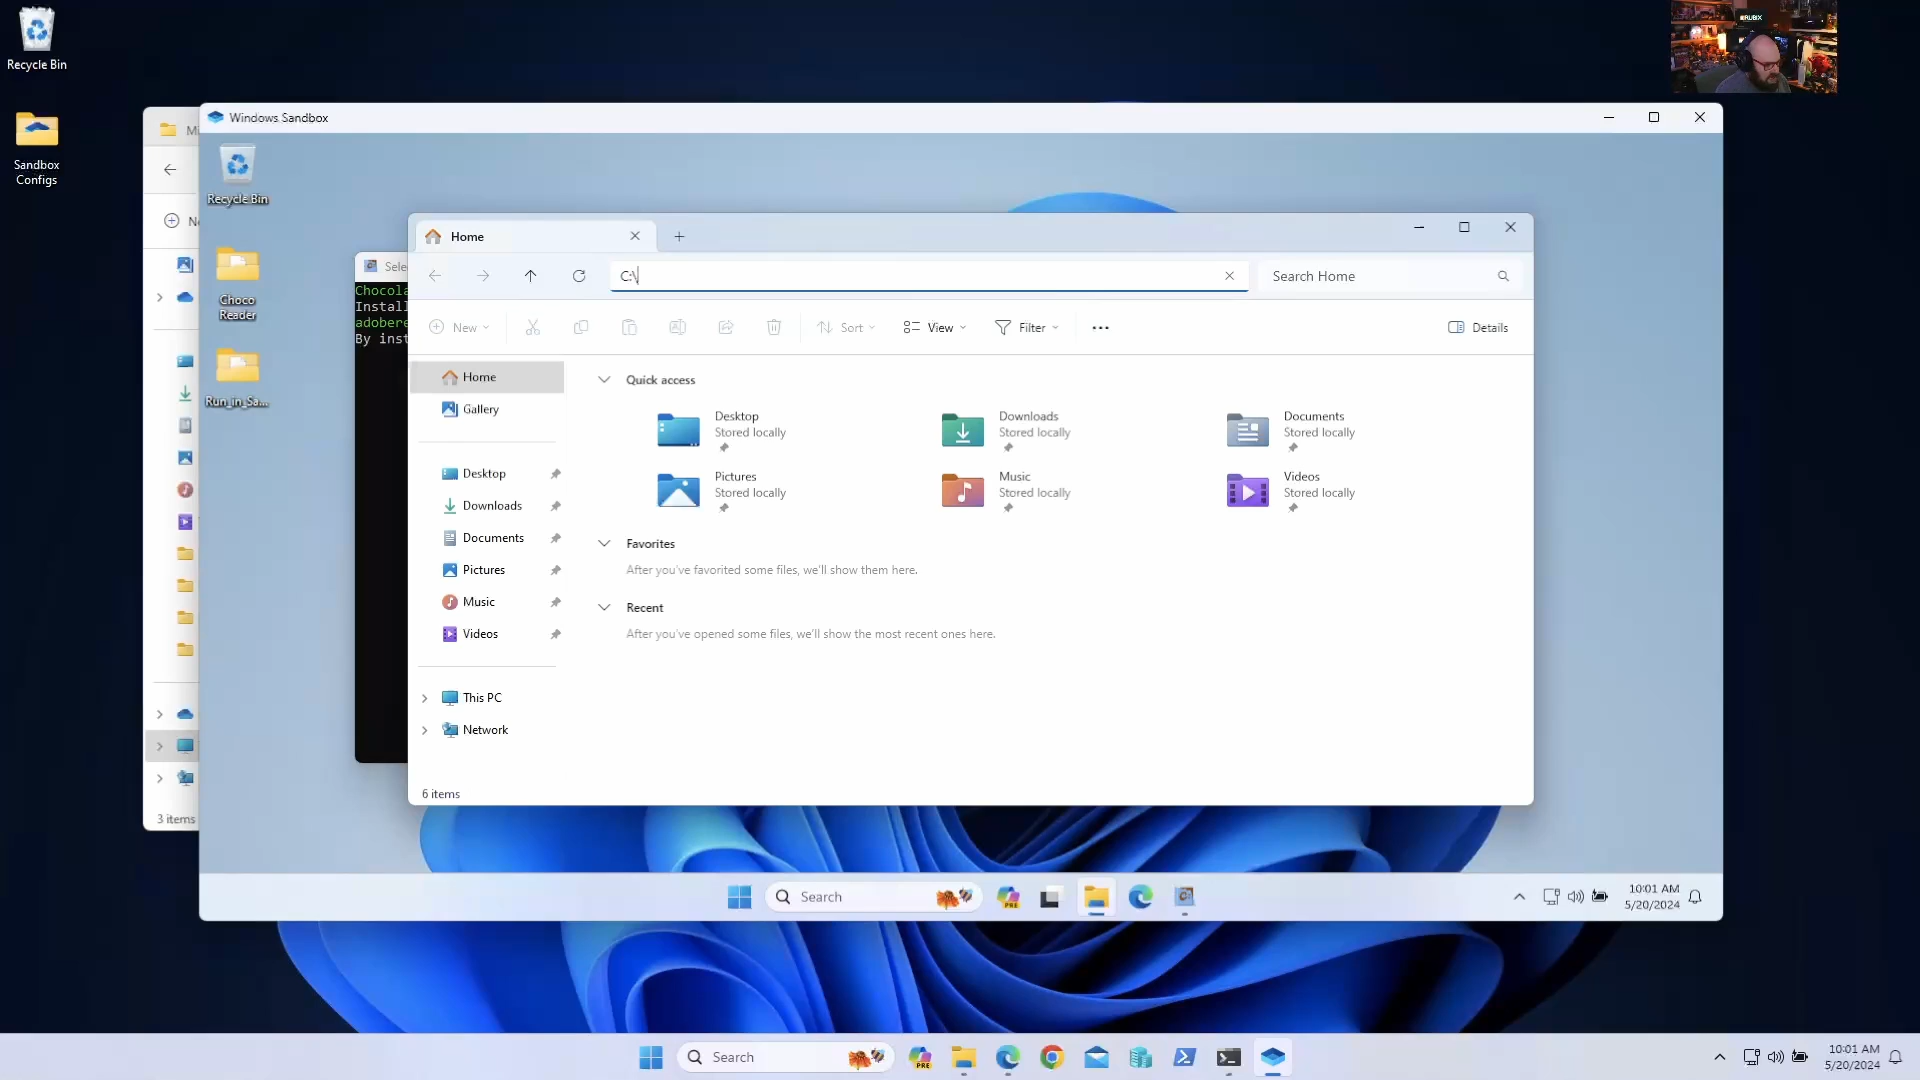 Recycle Bin
Sandbox
Configs
Windows Sandbox
Recycle Bin
Choco
Reader
Run_in_Sa...
Mi
Ne
3 items
Sele
Chocola
Install
adobere
By inst
Home
C:\
Search Home
New
Sort
View
Filter
Details
Home
Gallery
Desktop
Downloads
Documents
Pictures
Music
Videos
This PC
Network
Quick access
Desktop
Stored locally
Downloads
Stored locally
Documents
Stored locally
Pictures
Stored locally
Music
Stored locally
Videos
Stored locally
Favorites
After you've favorited some files, we'll show them here.
Recent
After you've opened some files, we'll show the most recent ones here.
6 items
Search
PRE
10:01 AM
5/20/2024
Search
PRE
10:01 AM
5/20/2024